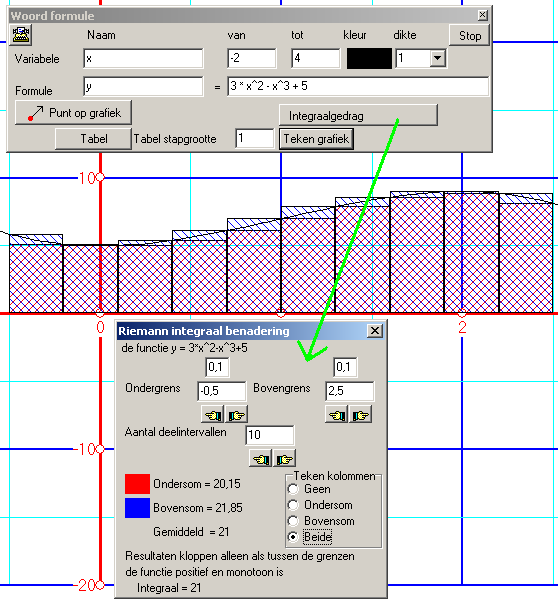 Woord formule
Naam van tot kleur dikte Stop
Variabele x -2 4 1
Formule y = 3 * x^2 - x^3 + 5
Punt op grafiek Integraalgedrag
Tabel Tabel stapgrootte 1 Teken grafiek
10
0 2
Riemann integraal benadering
de functie y = 3*x^2-x^3+5
0,1 0,1
Ondergrens -0,5 Bovengrens 2,5
Aantal deelintervallen 10
-10
Ondersom = 20,15
Bovensom = 21,85
Gemiddeld = 21
Teken kolommen
Geen
Ondersom
Bovensom
Beide
Resultaten kloppen alleen als tussen de grenzen
de functie positief en monotoon is
Integraal = 21
-20